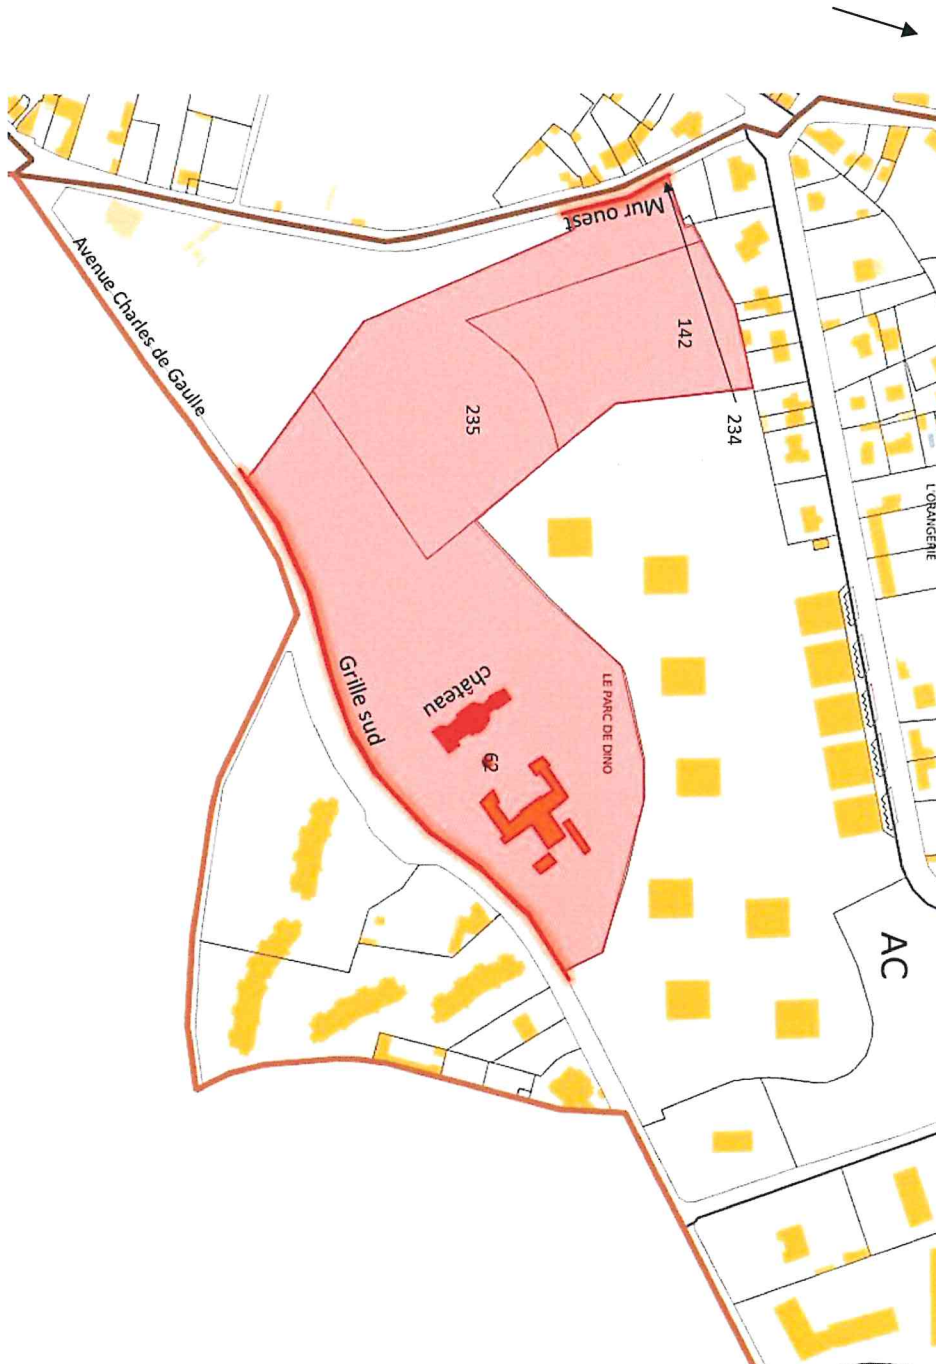 Mur ouest
Avenue Charles de Gaulle
142
234
235
L'ORANGERIE
Grille sud
château
62
LE PARC DE DINO
AC